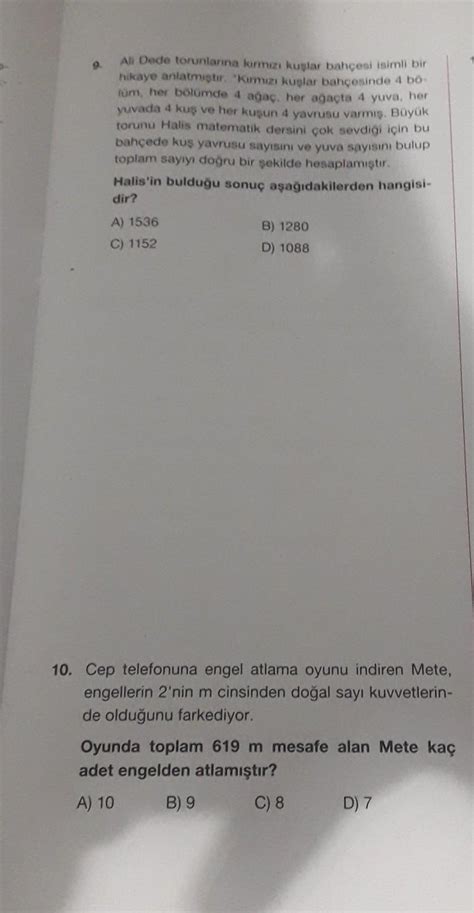 9. Ali Dede torunlarına kırmızı kuşlar bahçesi isimli bir
hikaye anlatmıştır. "Kırmızı kuşlar bahçesinde 4 bö-
lüm, her bölümde 4 ağaç, her ağaçta 4 yuva, her
yuvada 4 kuş ve her kuşun 4 yavrusu varmış. Büyük
torunu Halis matematik dersini çok sevdiği için bu
bahçede kuş yavrusu sayısını ve yuva sayısını bulup
toplam sayıyı doğru bir şekilde hesaplamıştır.
Halis'in bulduğu sonuç aşağıdakilerden hangisi-
dir?
A) 1536 B) 1280
C) 1152 D) 1088
10. Cep telefonuna engel atlama oyunu indiren Mete,
engellerin 2'nin m cinsinden doğal sayı kuvvetlerin-
de olduğunu farkediyor.
Oyunda toplam 619 m mesafe alan Mete kaç
adet engelden atlamıştır?
A) 10 B) 9 C) 8 D) 7